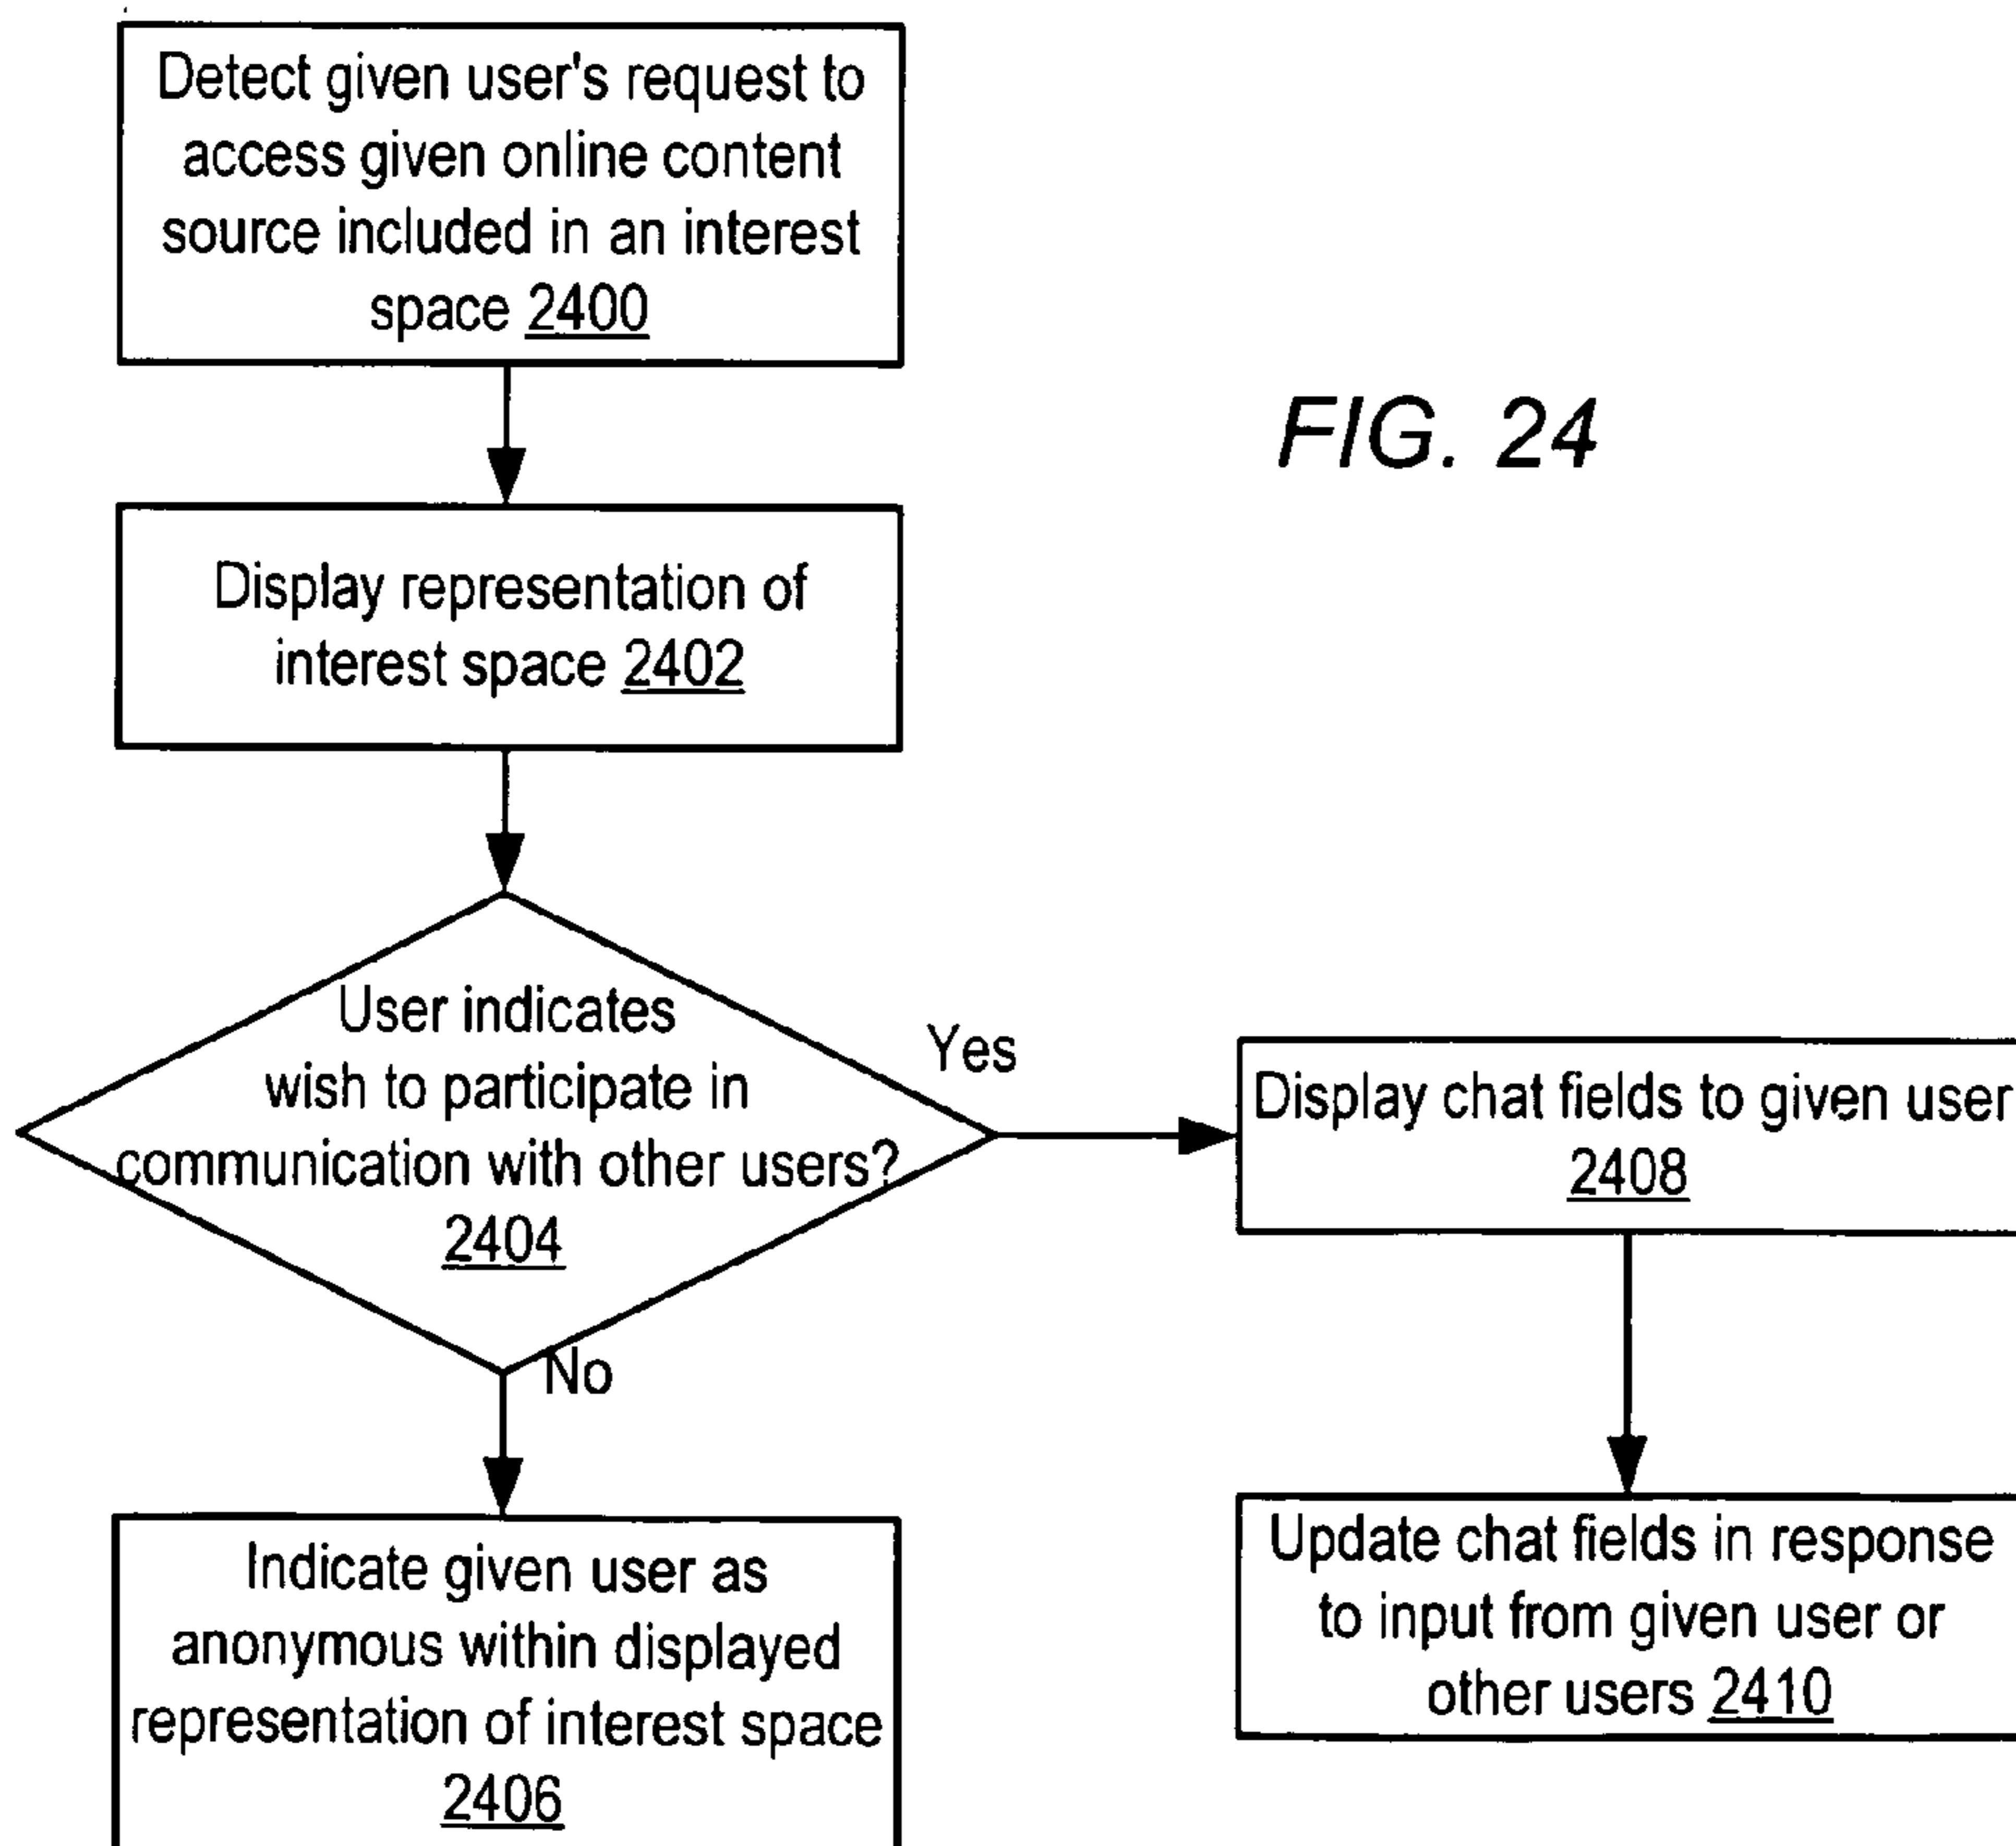 Detect given user's request to
access given online content
source included in an interest
space 2400
FIG. 24
Display representation of
interest space 2402
User indicates
wish to participate in
communication with other users?
2404
Yes
No
Display chat fields to given user
2408
Indicate given user as
anonymous within displayed
representation of interest space
2406
Update chat fields in response
to input from given user or
other users 2410